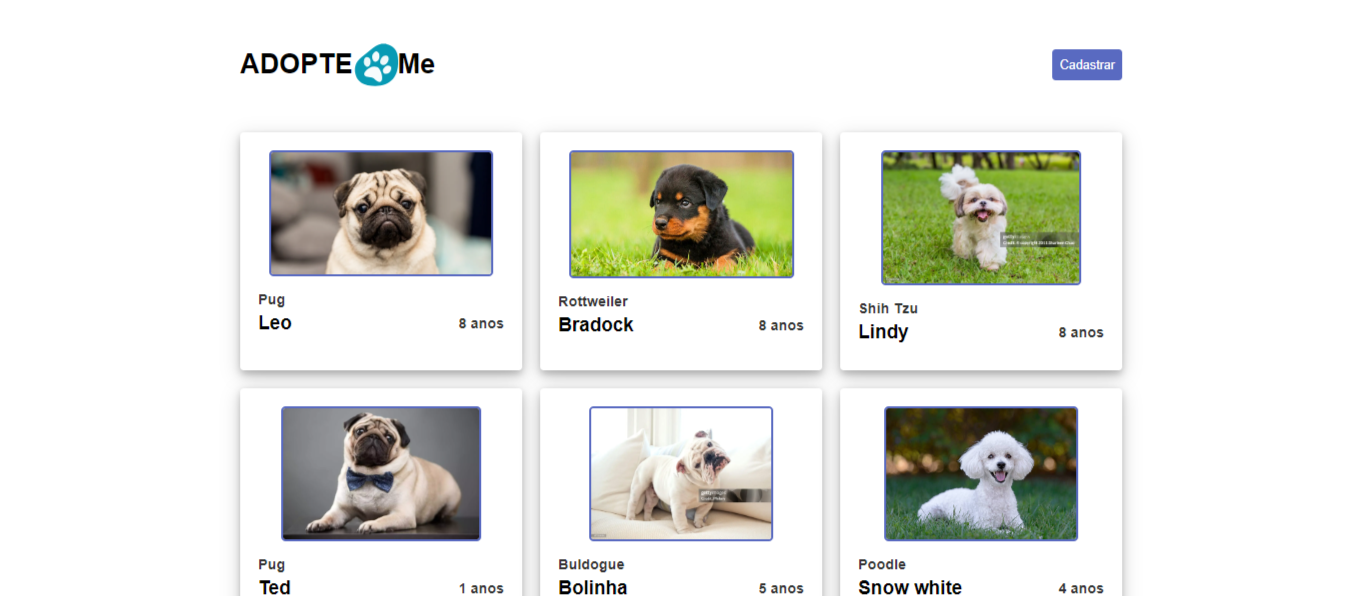 ADOPTE Me
Cadastrar
Pug
Leo
8 anos
Rottweiler
Bradock
8 anos
Shih Tzu
Lindy
8 anos
Pug
Ted
1 anos
Buldogue
Bolinha
5 anos
Poodle
Snow white
4 anos